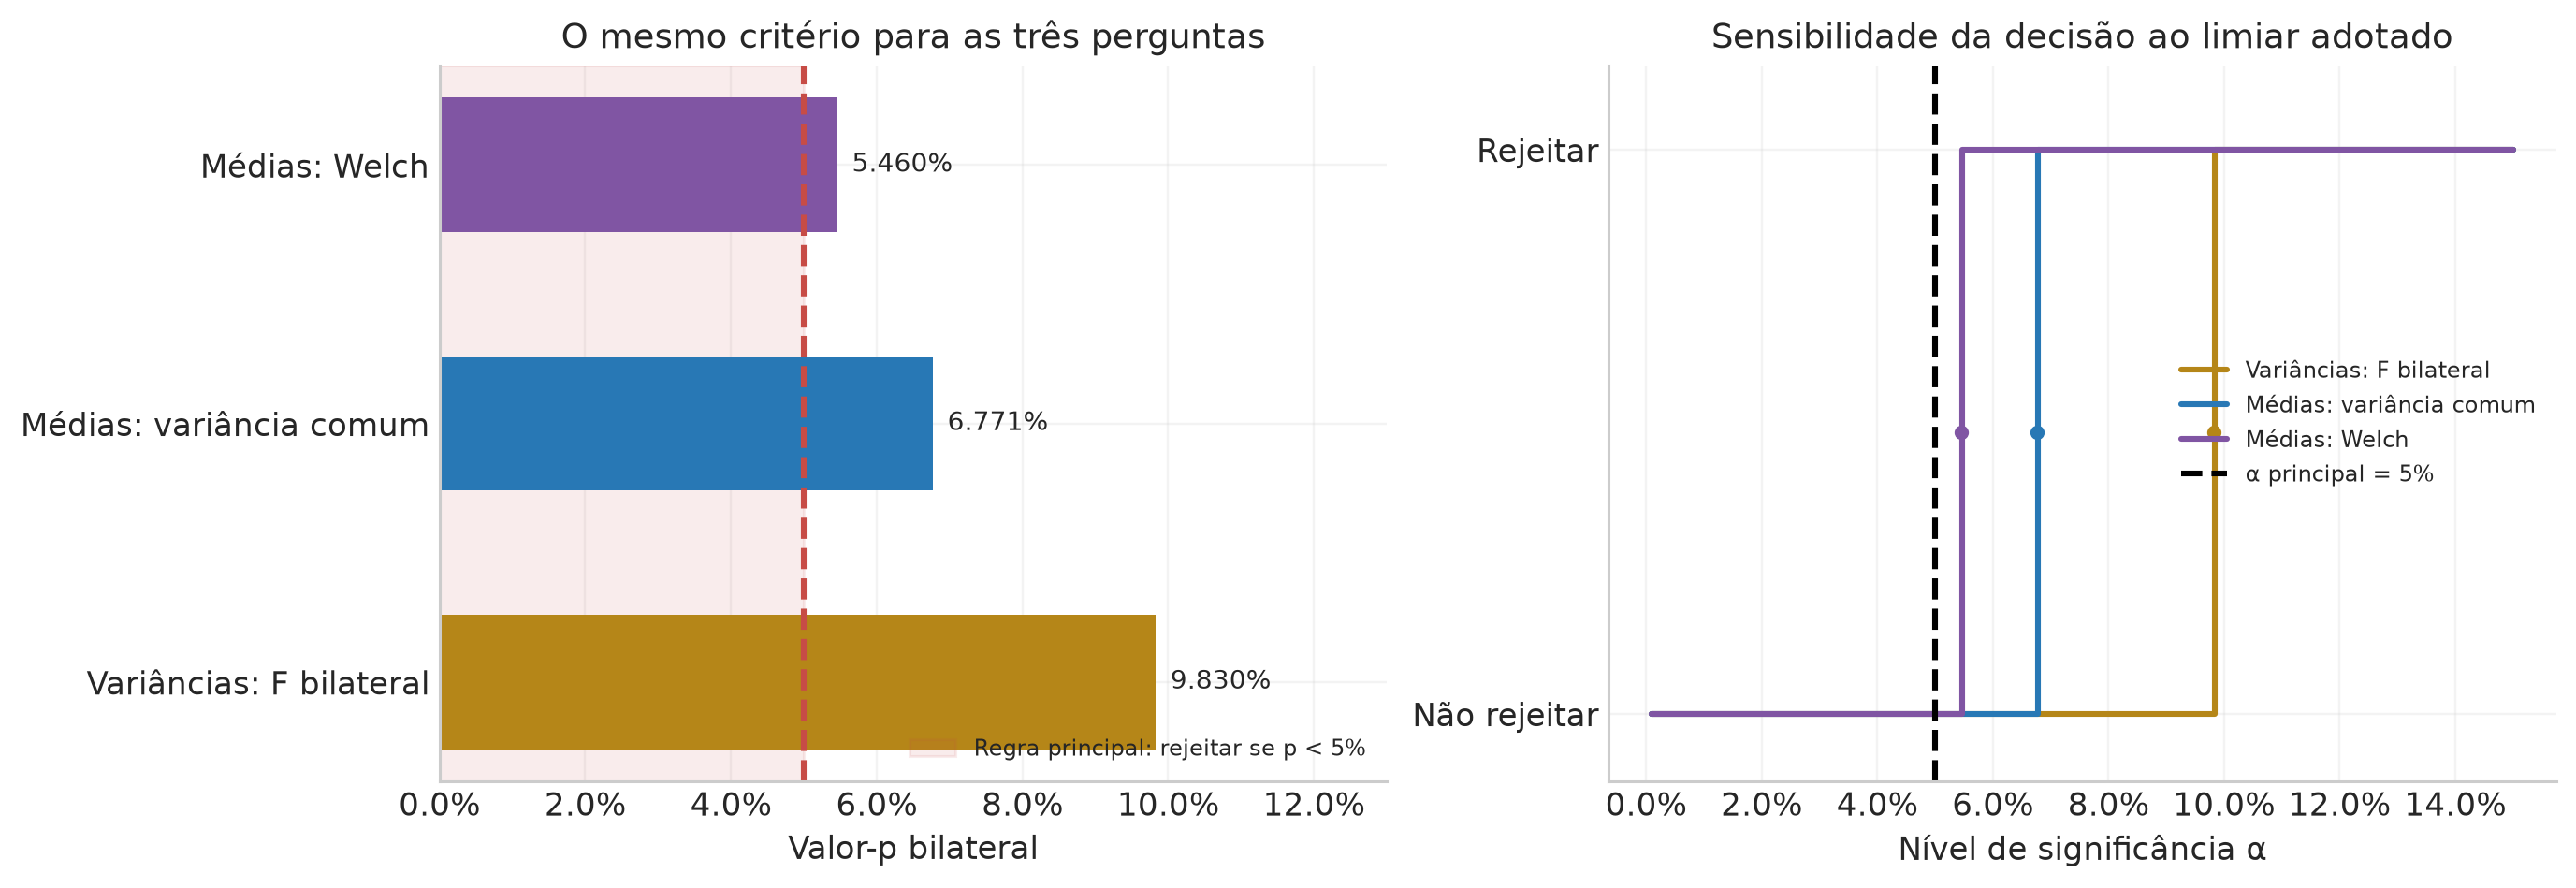 O mesmo critério para as três perguntas
Médias: Welch
5.460%
Médias: variância comum
6.771%
Variâncias: F bilateral
9.830%
Regra principal: rejeitar se p < 5%
0.0% 2.0% 4.0% 6.0% 8.0% 10.0% 12.0%
Valor-p bilateral
Sensibilidade da decisão ao limiar adotado
Rejeitar
Variâncias: F bilateral
Médias: variância comum
Médias: Welch
α principal = 5%
Não rejeitar
0.0% 2.0% 4.0% 6.0% 8.0% 10.0% 12.0% 14.0%
Nível de significância α